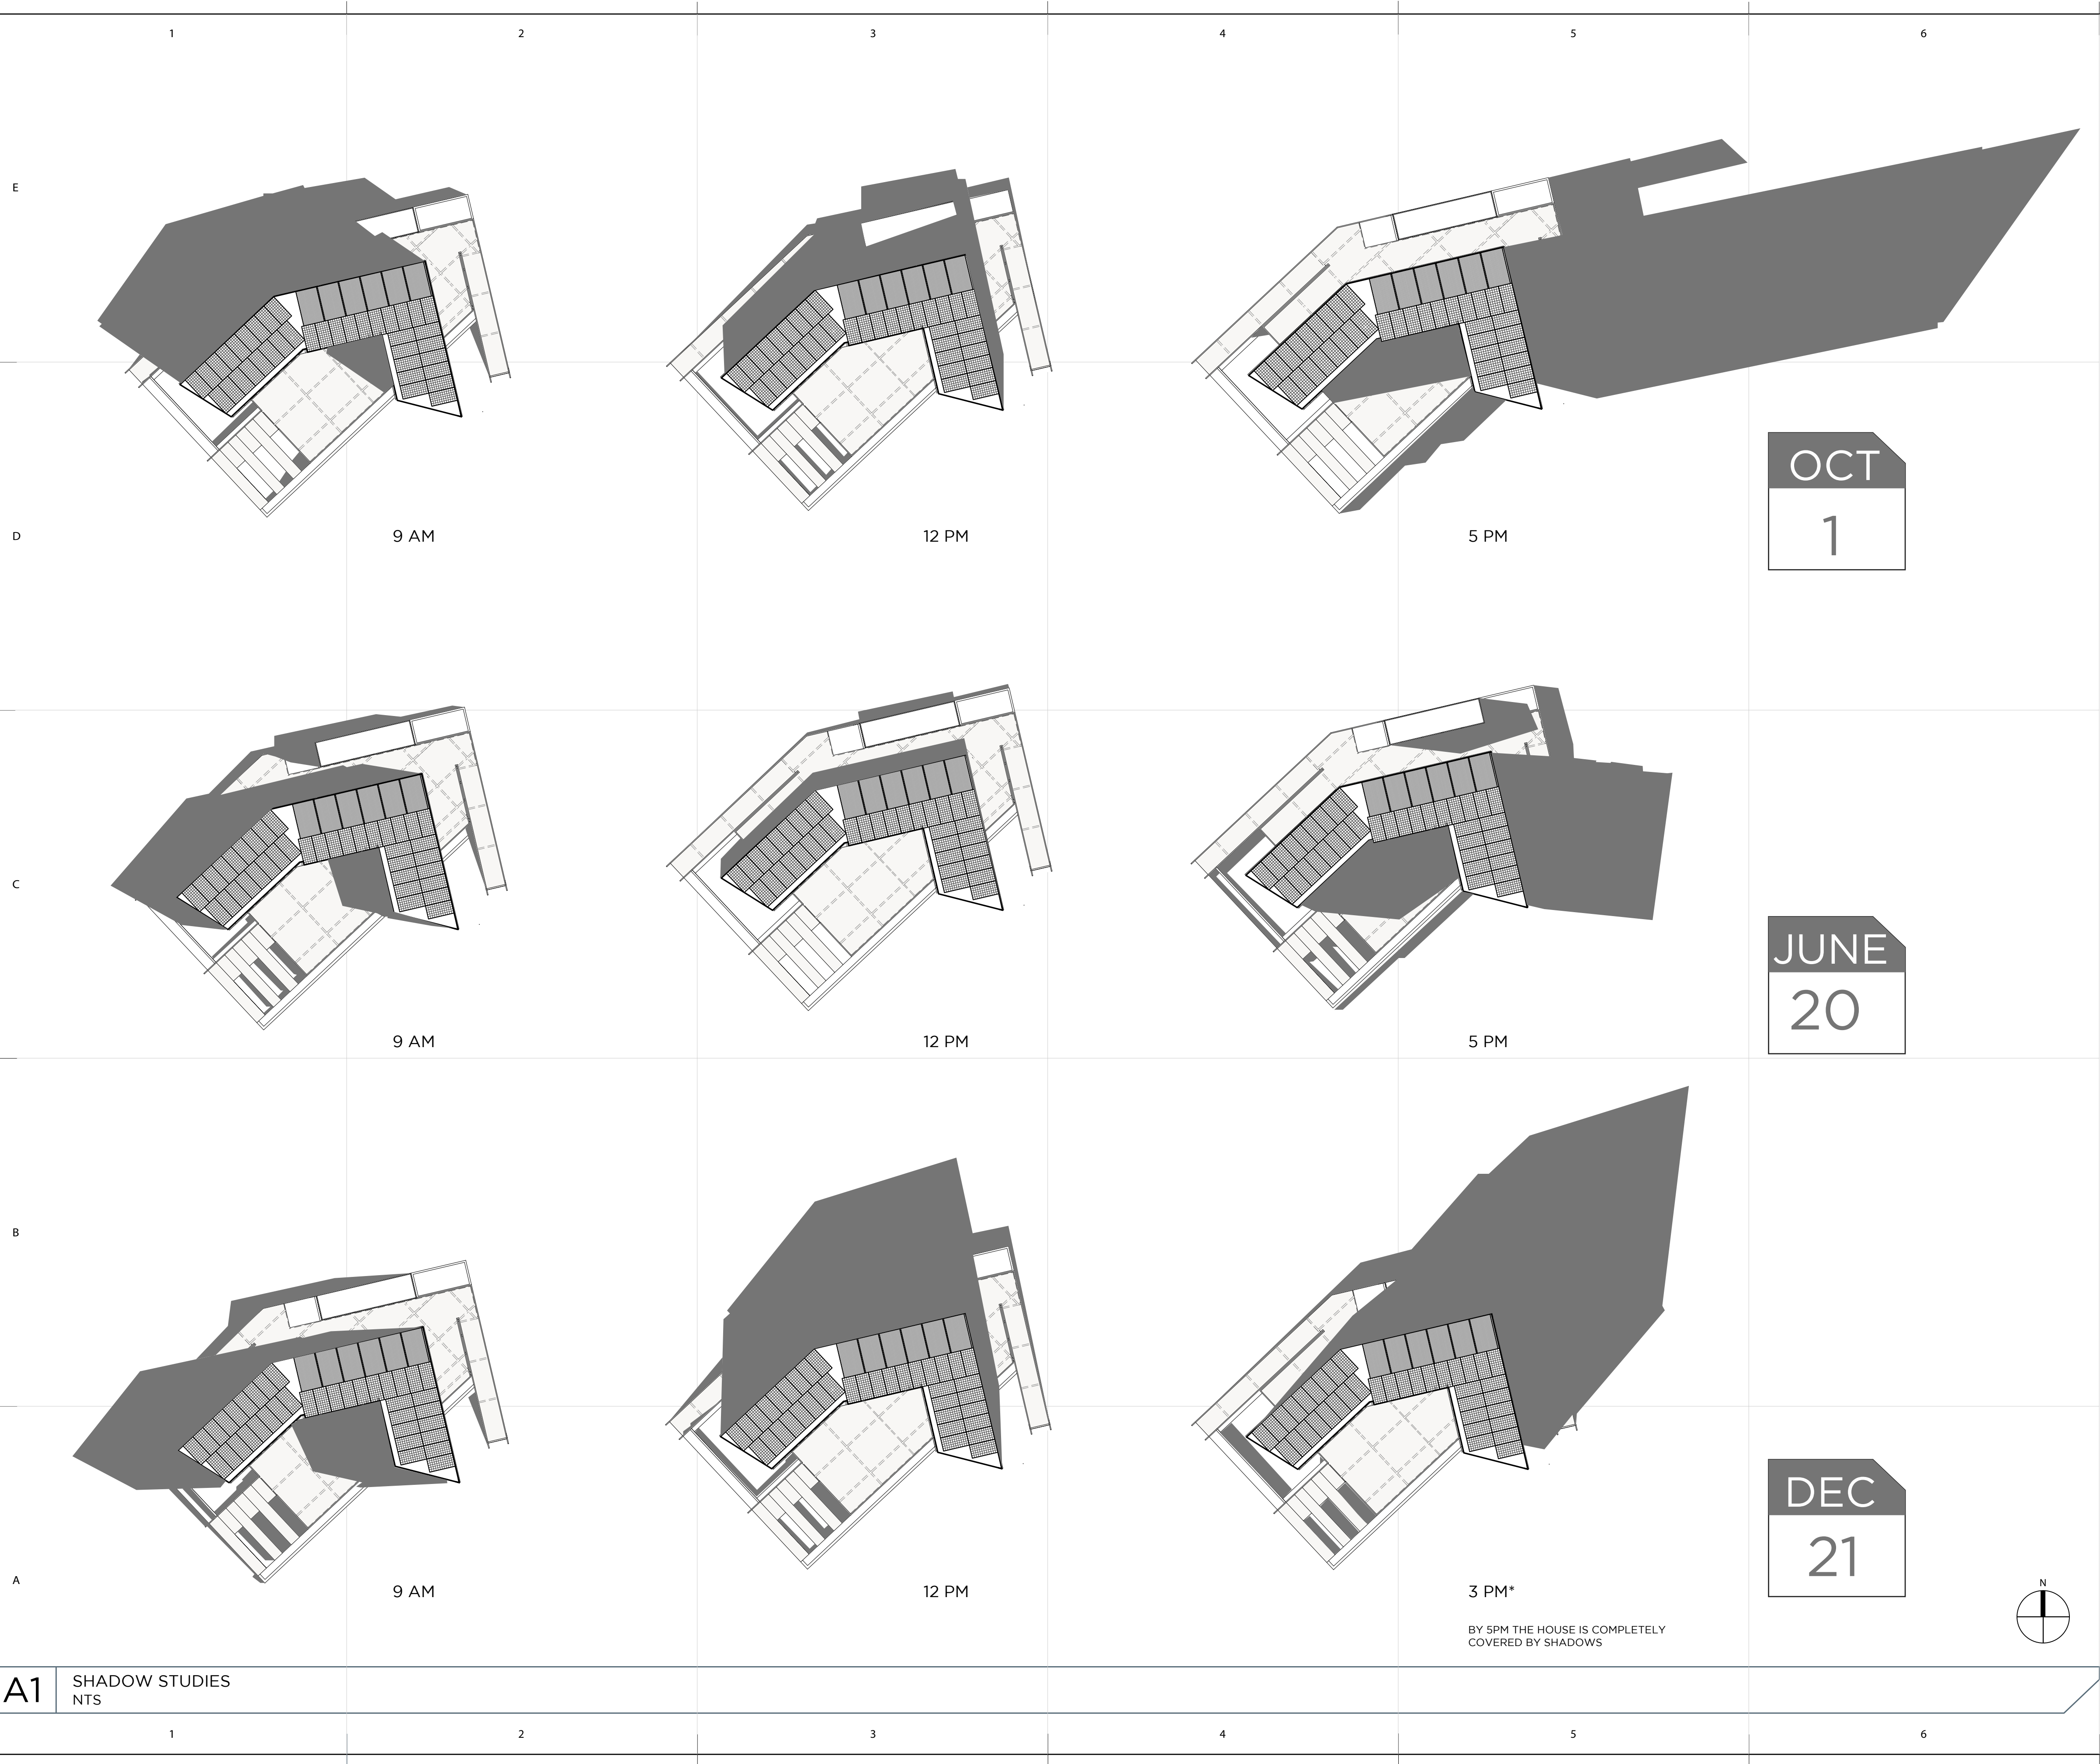 1 2 3 4 5 6
E
D
9 AM 12 PM 5 PM
OCT
1
C
9 AM 12 PM 5 PM
JUNE
20
B
A
9 AM 12 PM 3 PM*
BY 5PM THE HOUSE IS COMPLETELY
COVERED BY SHADOWS
DEC
21
N
A1
SHADOW STUDIES
NTS
1 2 3 4 5 6